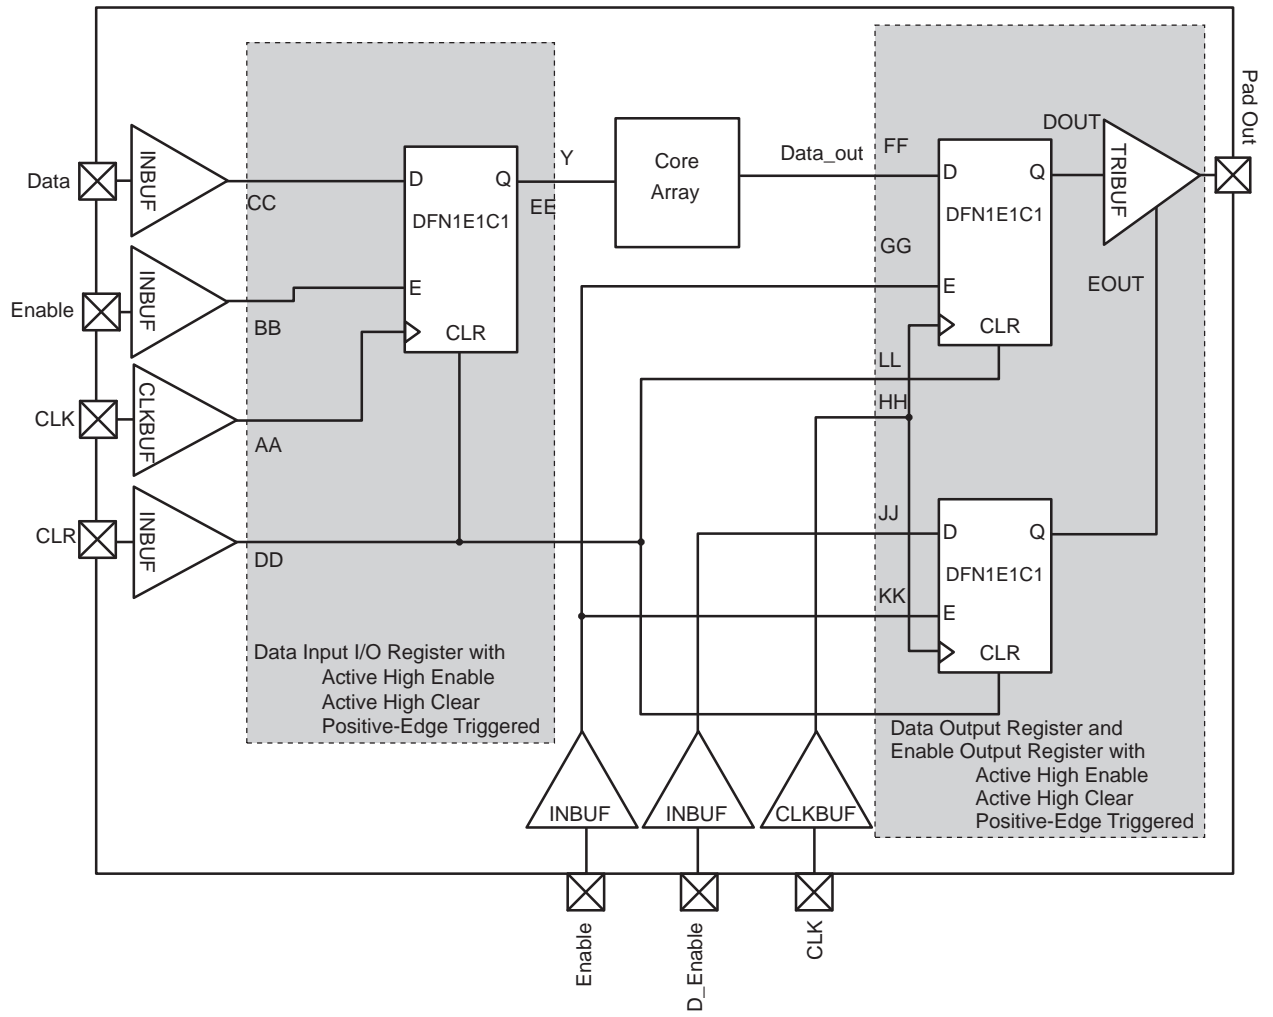 Pad Out
DOUT
TRIBUF
Data
INBUF
CC
D
Q
DFN1E1C1
E
CLR
Y
EE
Core
Array
Data_out
FF
D
Q
DFN1E1C1
GG
E
CLR
EOUT
Enable
INBUF
BB
CLK
CLKBUF
AA
LL
HH
CLR
INBUF
DD
JJ
D
Q
DFN1E1C1
KK
E
CLR
Data Input I/O Register with
Active High Enable
Active High Clear
Positive-Edge Triggered
Data Output Register and
Enable Output Register with
Active High Enable
Active High Clear
Positive-Edge Triggered
INBUF
INBUF
CLKBUF
Enable
D_Enable
CLK